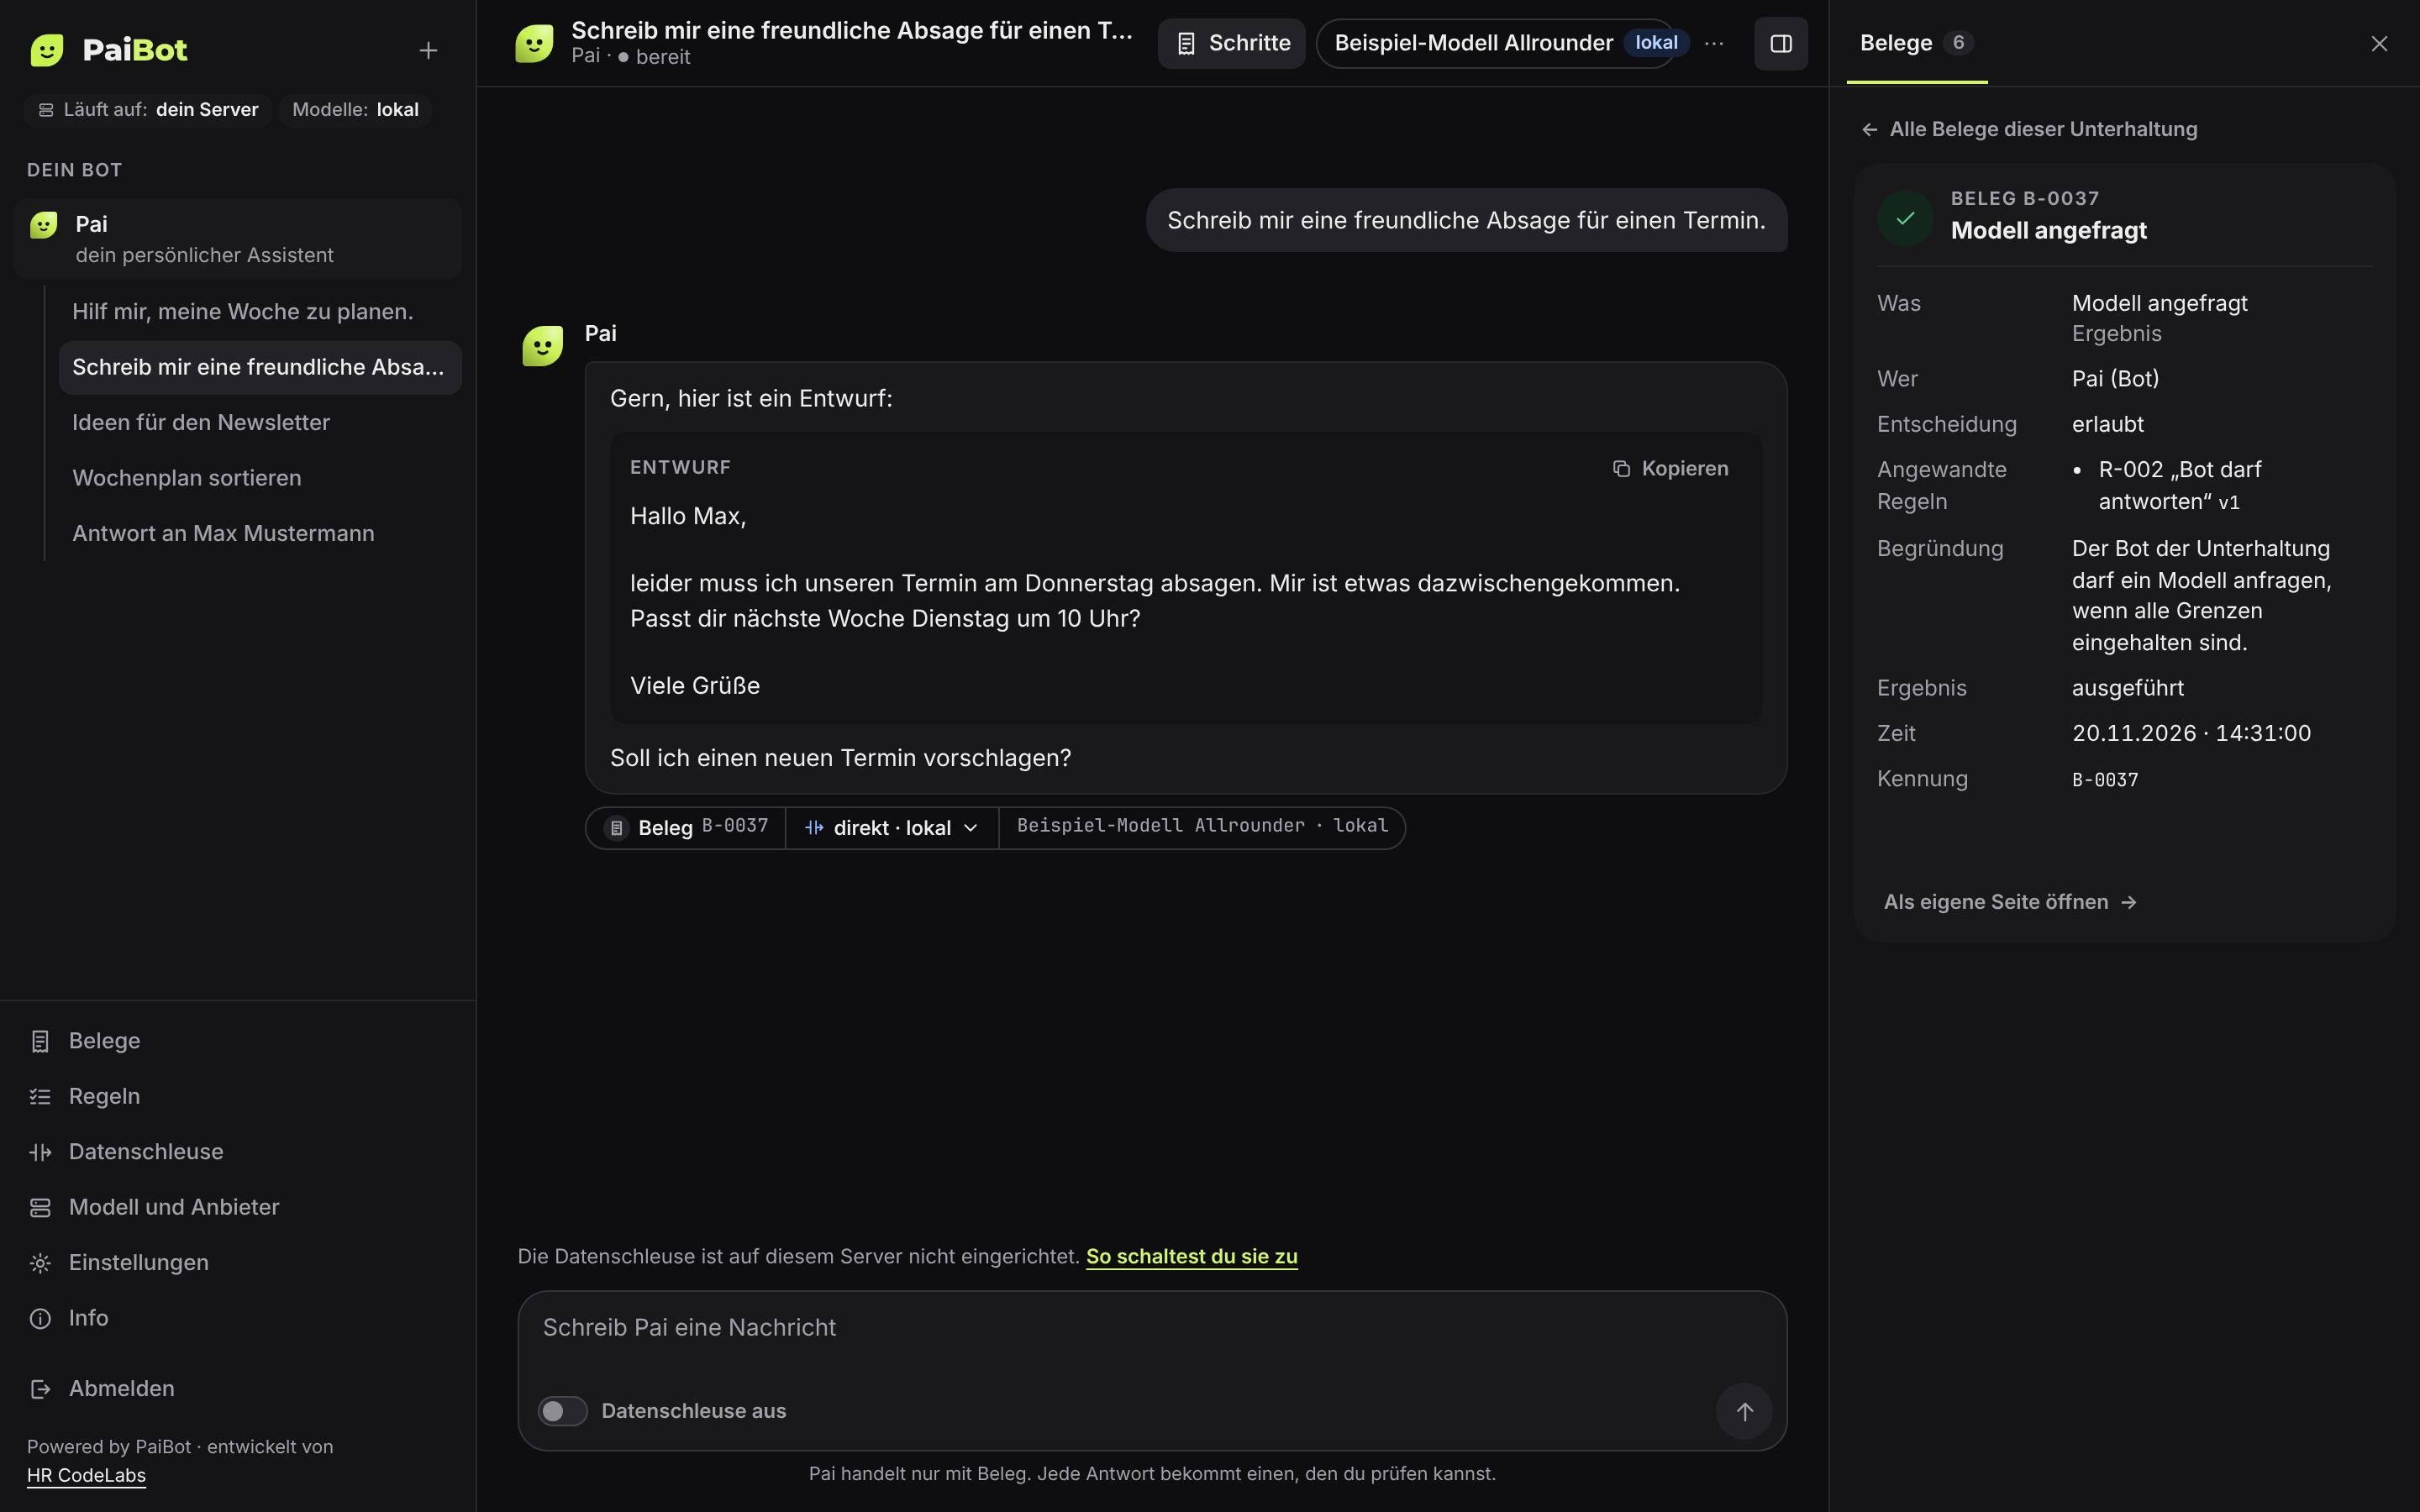 PaiBot
Läuft auf: dein Server
Modelle: lokal
DEIN BOT
Pai
dein persönlicher Assistent
Hilf mir, meine Woche zu planen.
Schreib mir eine freundliche Absa...
Ideen für den Newsletter
Wochenplan sortieren
Antwort an Max Mustermann
Belege
Regeln
Datenschleuse
Modell und Anbieter
Einstellungen
Info
Abmelden
Powered by PaiBot · entwickelt von
HR CodeLabs
Schreib mir eine freundliche Absage für einen T...
Pai · bereit
Schritte
Beispiel-Modell Allrounder lokal
Schreib mir eine freundliche Absage für einen Termin.
Pai
Gern, hier ist ein Entwurf:
ENTWURF
Kopieren
Hallo Max,
leider muss ich unseren Termin am Donnerstag absagen. Mir ist etwas dazwischengekommen.
Passt dir nächste Woche Dienstag um 10 Uhr?
Viele Grüße
Soll ich einen neuen Termin vorschlagen?
Beleg B-0037
direkt · lokal
Beispiel-Modell Allrounder · lokal
Die Datenschleuse ist auf diesem Server nicht eingerichtet. So schaltest du sie zu
Schreib Pai eine Nachricht
Datenschleuse aus
Pai handelt nur mit Beleg. Jede Antwort bekommt einen, den du prüfen kannst.
Belege 6
Alle Belege dieser Unterhaltung
BELEG B-0037
Modell angefragt
Was
Modell angefragt
Ergebnis
Wer
Pai (Bot)
Entscheidung
erlaubt
Angewandte
Regeln
• R-002 „Bot darf
antworten“ v1
Begründung
Der Bot der Unterhaltung
darf ein Modell anfragen,
wenn alle Grenzen
eingehalten sind.
Ergebnis
ausgeführt
Zeit
20.11.2026 · 14:31:00
Kennung
B-0037
Als eigene Seite öffnen →